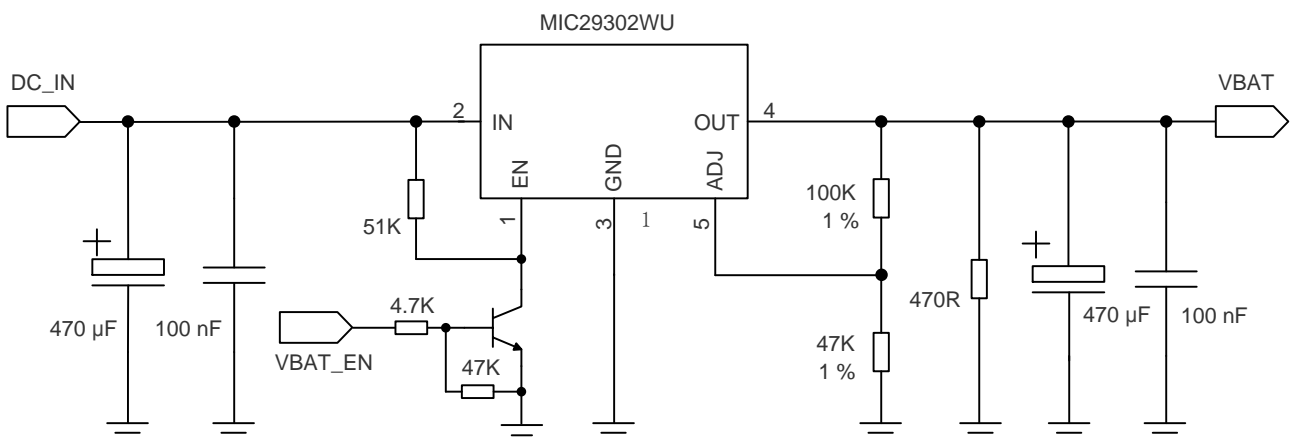 MIC29302WU
DC_IN
VBAT
2
IN
OUT
4
EN
GND
ADJ
1
3
1
5
51K
100K
1 %
470 µF
100 nF
4.7K
VBAT_EN
47K
470R
47K
1 %
470 µF
100 nF